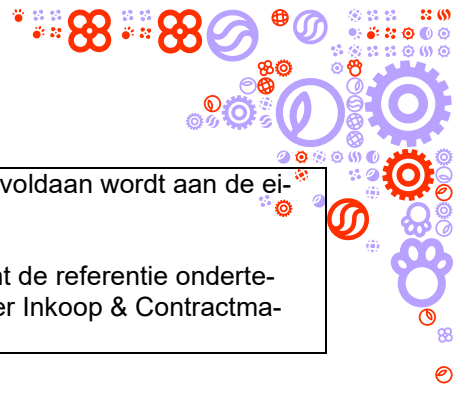 voldaan wordt aan de ei-
nt de referentie onderte-
er Inkoop & Contractma-